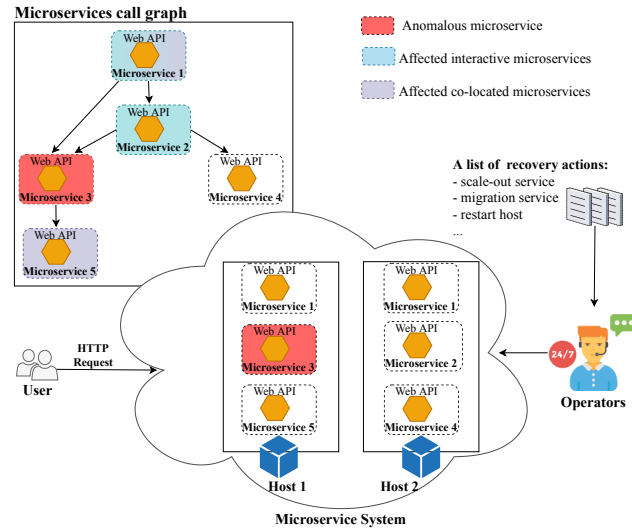 Microservices call graph
Web API
Microservice 1
Web API
Microservice 2
Web API
Microservice 3
Web API
Microservice 4
Web API
Microservice 5
Anomalous microservice
Affected interactive microservices
Affected co-located microservices
A list of recovery actions:
- scale-out service
- migration service
- restart host
...
24/7
Operators
HTTP
Request
User
Web API
Microservice 1
Web API
Microservice 3
Web API
Microservice 5
Host 1
Web API
Microservice 1
Web API
Microservice 2
Web API
Microservice 4
Host 2
Microservice System